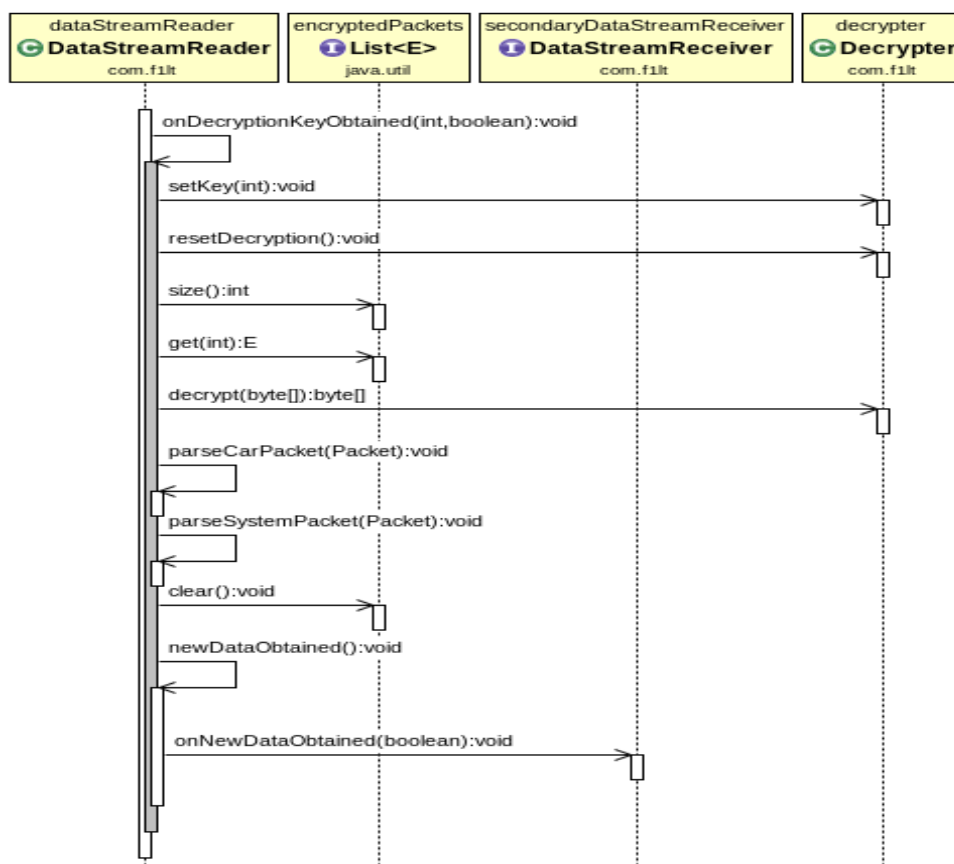 dataStreamReader
C DataStreamReader
com.f1lt
encryptedPackets
I List<E>
java.util
secondaryDataStreamReceiver
I DataStreamReceiver
com.f1lt
decrypter
C Decrypter
com.f1lt
onDecryptionKeyObtained(int,boolean):void
setKey(int):void
resetDecryption():void
size():int
get(int):E
decrypt(byte[]):byte[]
parseCarPacket(Packet):void
parseSystemPacket(Packet):void
clear():void
newDataObtained():void
onNewDataObtained(boolean):void